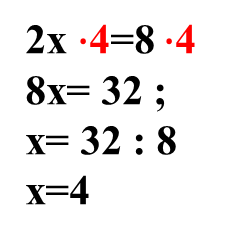 2x ·4=8 ·4
8x= 32 ;
x= 32 : 8
x=4